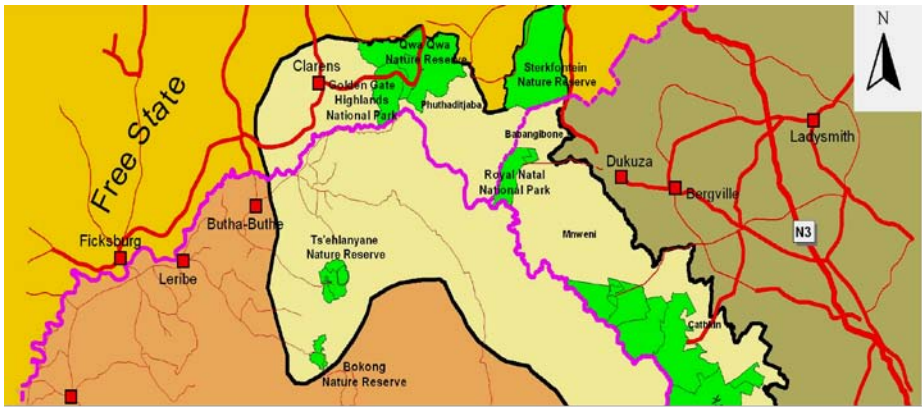 N
Qwa Qwa
Nature Reserve
Clarens
Sterkfontein
Nature Reserve
Golden Gate
Highlands
National Park
Phuthaditjaba
Free State
Babangibone
Ladysmith
Royal Natal
National Park
Dukuza
Bergville
Butha-Buthe
Ficksburg
Leribe
Ts'ehlanyane
Nature Reserve
Mnweni
N3
Cathkin
Bokong
Nature Reserve